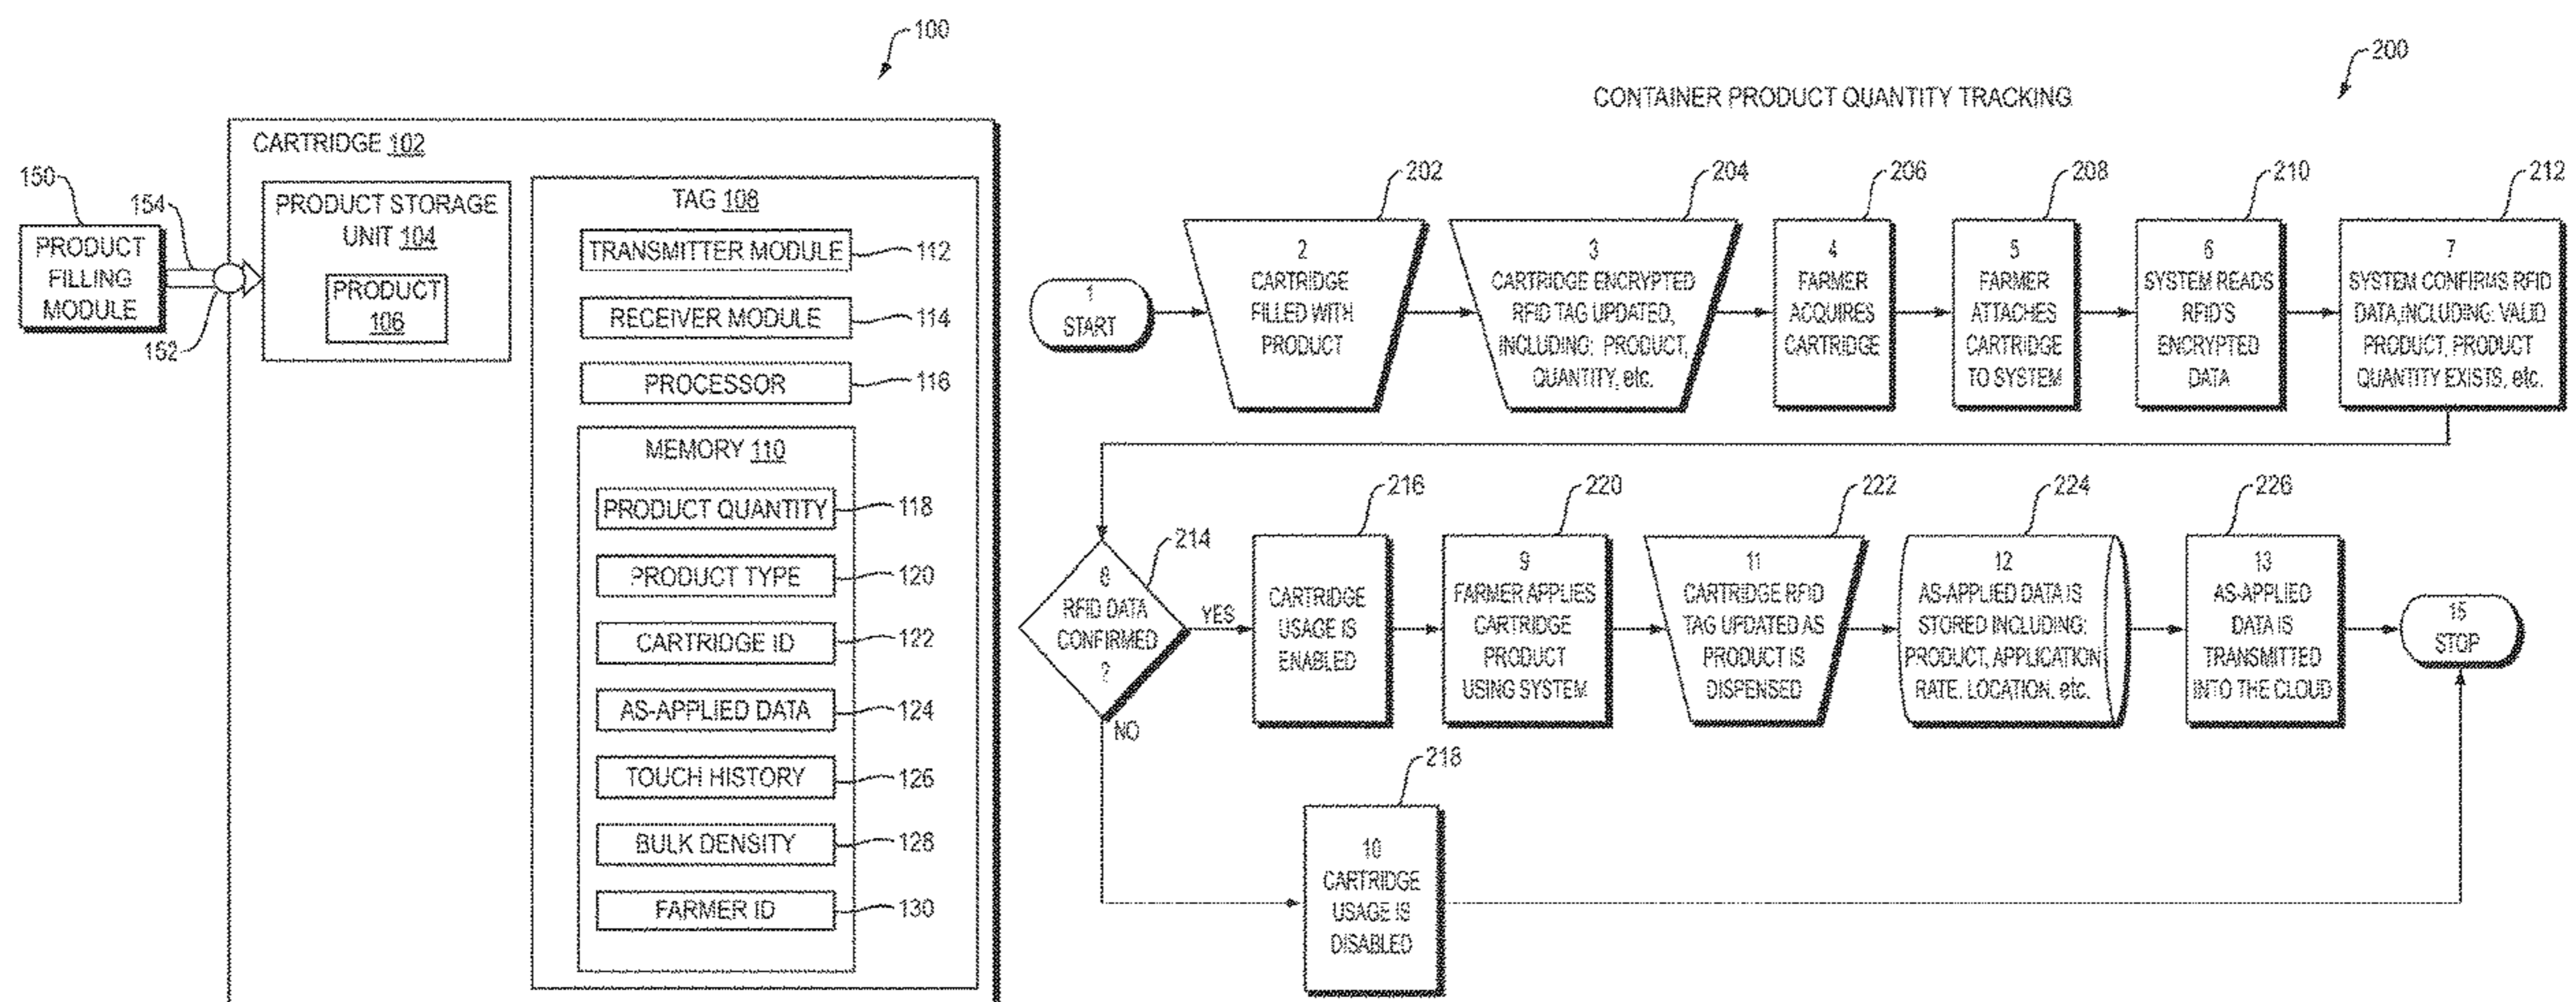 100
CARTRIDGE 102
150
154
PRODUCT
FILLING
MODULE
152
PRODUCT STORAGE
UNIT 104
PRODUCT
106
TAG 108
TRANSMITTER MODULE
112
RECEIVER MODULE
114
PROCESSOR
116
MEMORY 110
PRODUCT QUANTITY
118
PRODUCT TYPE
120
CARTRIDGE ID
122
AS-APPLIED DATA
124
TOUCH HISTORY
126
BULK DENSITY
128
FARMER ID
130
200
CONTAINER PRODUCT QUANTITY TRACKING
1
START
202
2
CARTRIDGE
FILLED WITH
PRODUCT
204
3
CARTRIDGE ENCRYPTED
RFID TAG UPDATED,
INCLUDING: PRODUCT,
QUANTITY, etc.
206
4
FARMER
ACQUIRES
CARTRIDGE
208
5
FARMER
ATTACHES
CARTRIDGE
TO SYSTEM
210
6
SYSTEM READS
RFID'S
ENCRYPTED
DATA
212
7
SYSTEM CONFIRMS RFID
DATA,INCLUDING: VALID
PRODUCT, PRODUCT
QUANTITY EXISTS, etc.
214
8
RFID DATA
CONFIRMED
?
YES
NO
216
CARTRIDGE
USAGE IS
ENABLED
220
9
FARMER APPLIES
CARTRIDGE
PRODUCT
USING SYSTEM
222
11
CARTRIDGE RFID
TAG UPDATED AS
PRODUCT IS
DISPENSED
224
12
AS-APPLIED DATA IS
STORED INCLUDING:
PRODUCT, APPLICATION
RATE, LOCATION, etc.
226
13
AS-APPLIED
DATA IS
TRANSMITTED
INTO THE CLOUD
15
STOP
218
10
CARTRIDGE
USAGE IS
DISABLED